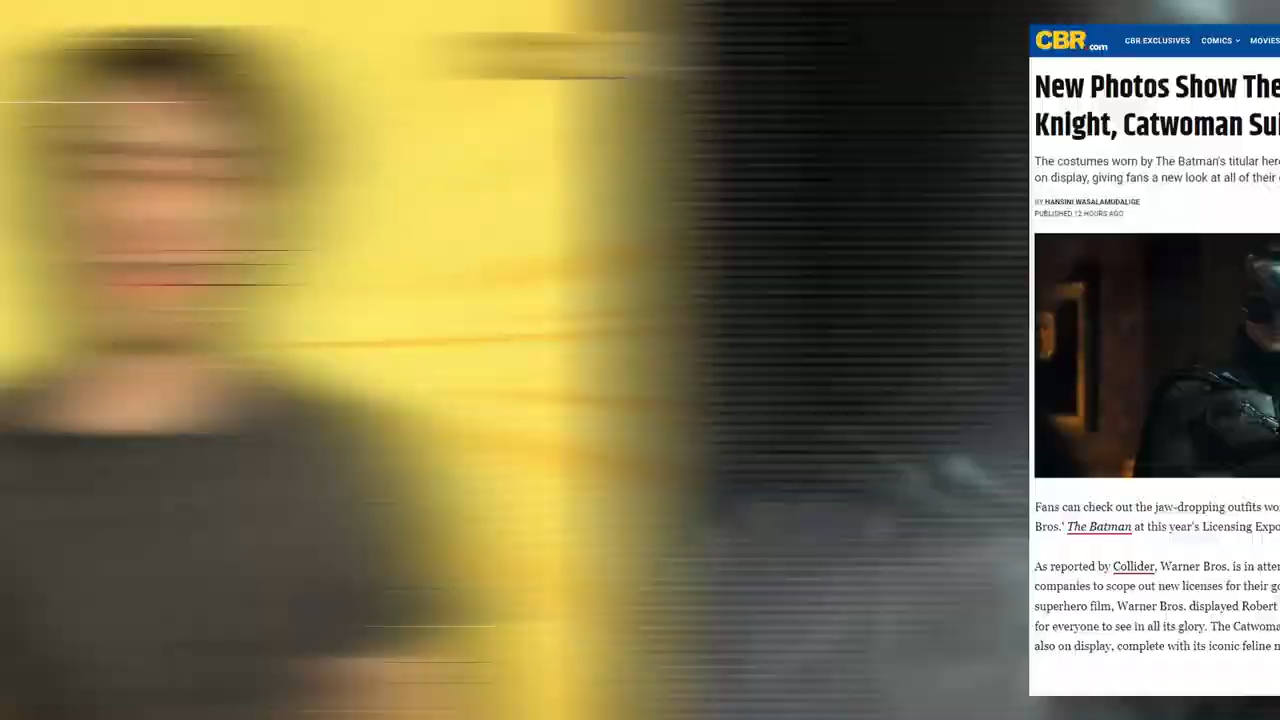 CBR.com
CBR EXCLUSIVES COMICS MOVIES
New Photos Show The
Knight, Catwoman Sui
The costumes worn by The Batman's titular hero
on display, giving fans a new look at all of their
BY HANSINI WASALAMUDALIGE
PUBLISHED 12 HOURS AGO
Fans can check out the jaw-dropping outfits wo
Bros.' The Batman at this year's Licensing Expo
As reported by Collider, Warner Bros. is in atten
companies to scope out new licenses for their go
superhero film, Warner Bros. displayed Robert
for everyone to see in all its glory. The Catwoma
also on display, complete with its iconic feline m